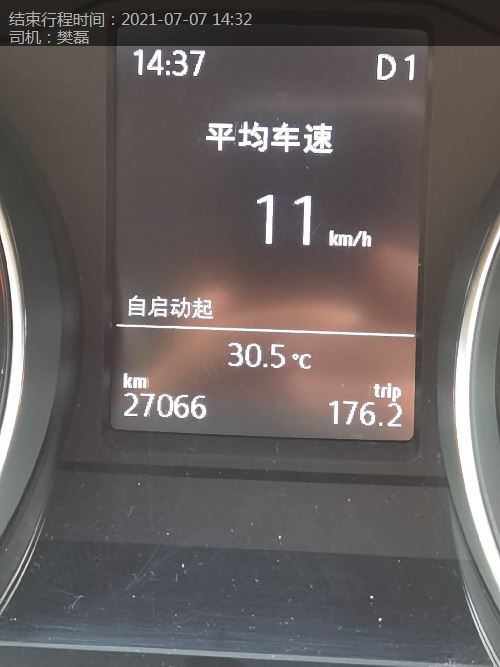 结束行程时间：2021-07-07 14:32
司机：樊磊
14:37 D1
平均车速
11 km/h
自启动起
30.5 °C
km trip
27066 176.2